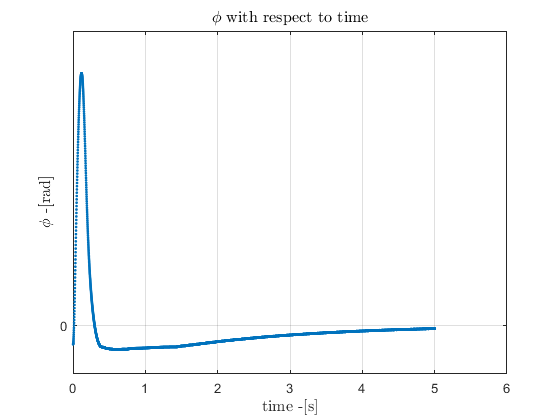 ϕ with respect to time
ϕ -[rad]
0
0 1 2 3 4 5 6
time -[s]